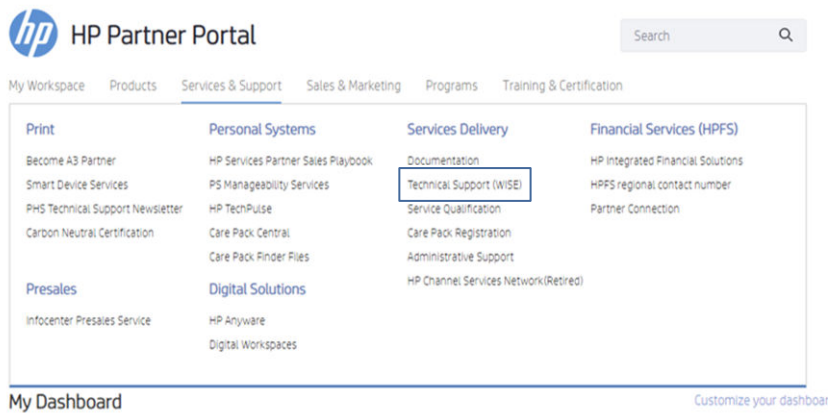 hp HP Partner Portal
Search
My Workspace Products Services & Support Sales & Marketing Programs Training & Certification
Print
Become A3 Partner
Smart Device Services
PHS Technical Support Newsletter
Carbon Neutral Certification
Presales
Infocenter Presales Service
Personal Systems
HP Services Partner Sales Playbook
PS Manageability Services
HP TechPulse
Care Pack Central
Care Pack Finder Files
Digital Solutions
HP Anyware
Digital Workspaces
Services Delivery
Documentation
Technical Support (WISE)
Service Qualification
Care Pack Registration
Administrative Support
HP Channel Services Network(Retired)
Financial Services (HPFS)
HP Integrated Financial Solutions
HPFS regional contact number
Partner Connection
My Dashboard
Customize your dashboar